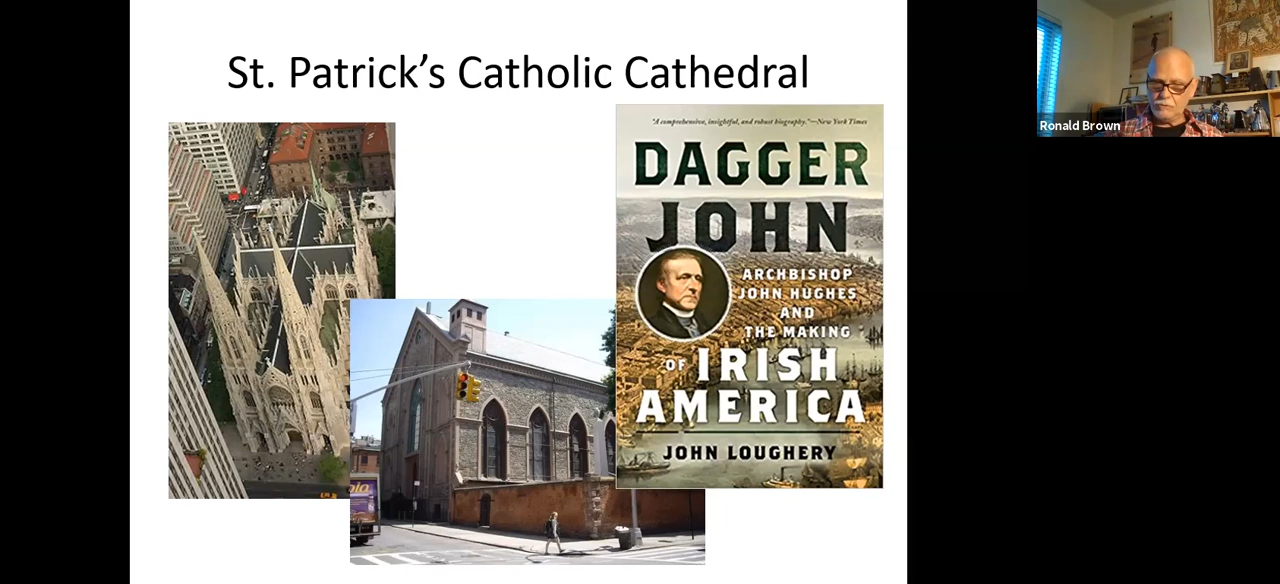 St. Patrick’s Catholic Cathedral
"A comprehensive, insightful, and robust biography."—New York Times
DAGGER
JOHN
ARCHBISHOP
JOHN HUGHES
AND
THE MAKING
OF IRISH
AMERICA
JOHN LOUGHERY
Ronald Brown